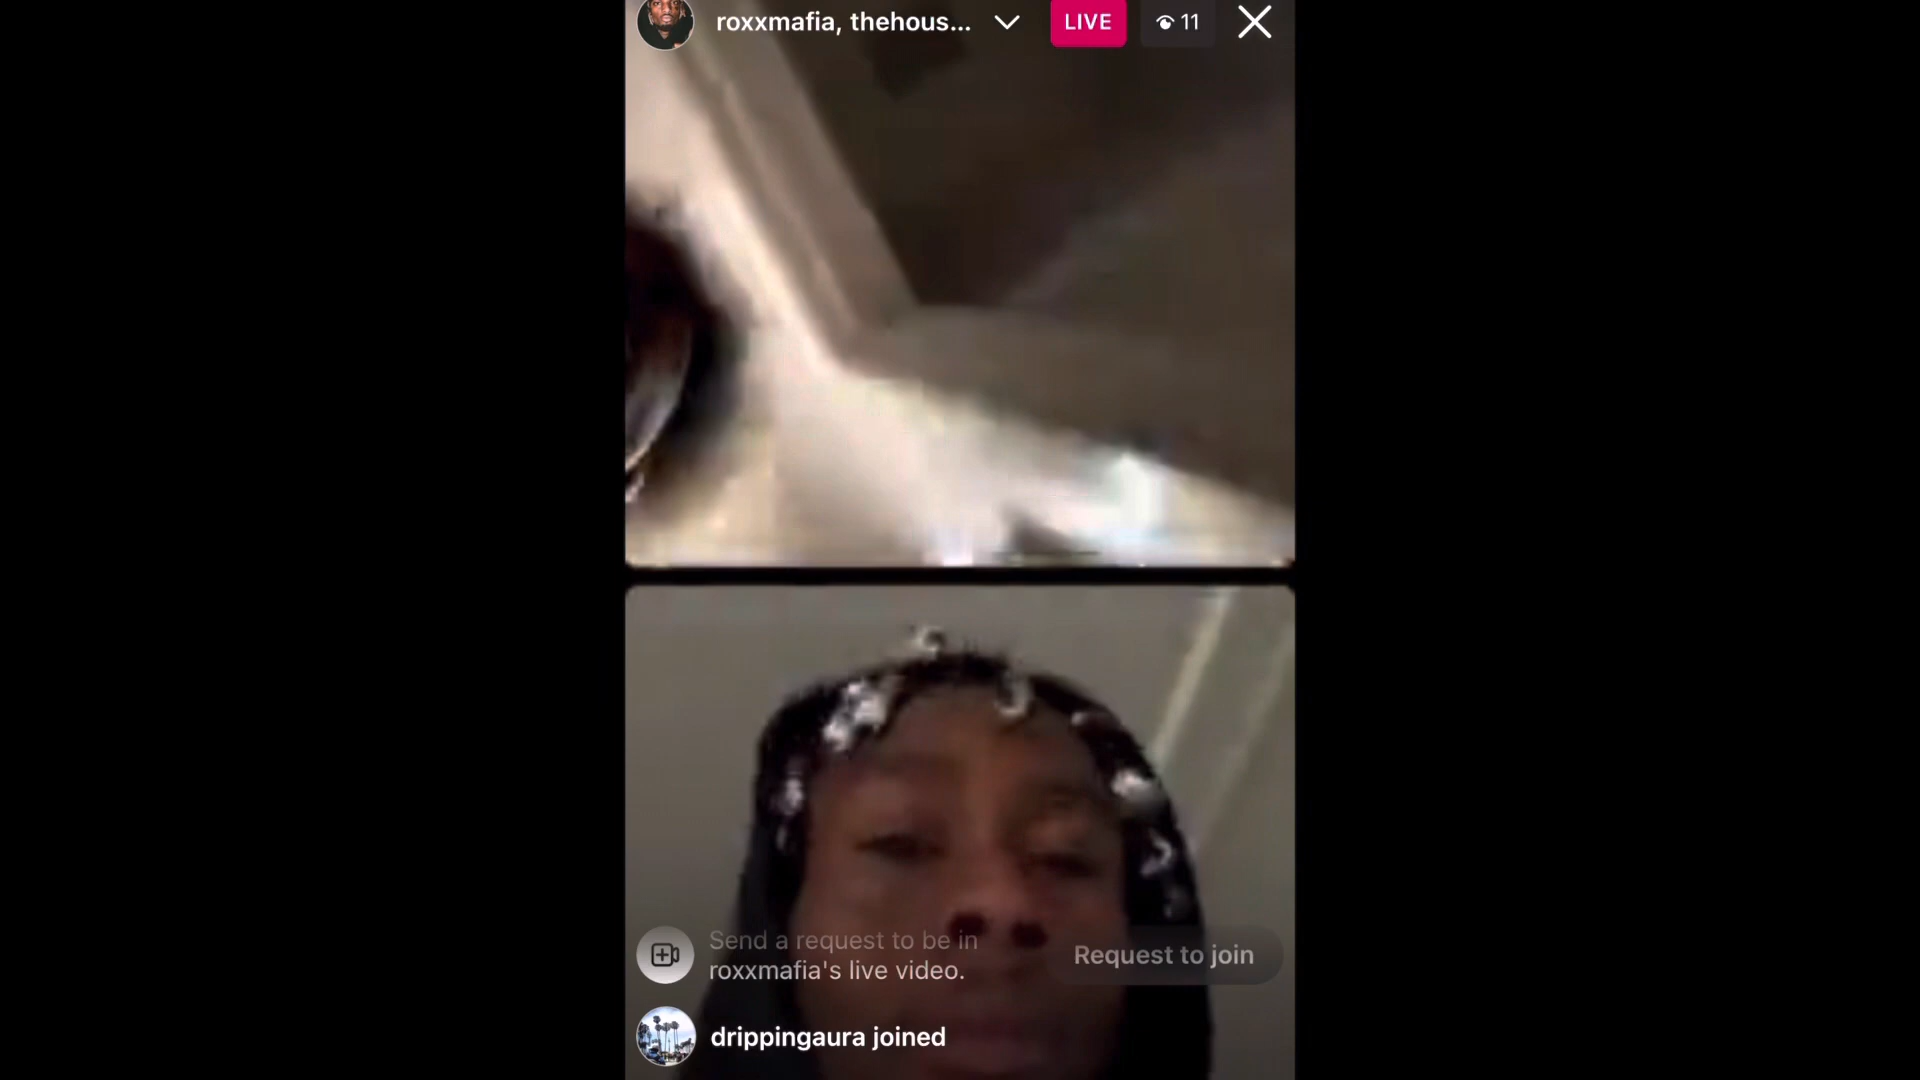 roxxmafia, thehous...
LIVE
11
Send a request to be in
roxxmafia's live video.
Request to join
drippingaura joined